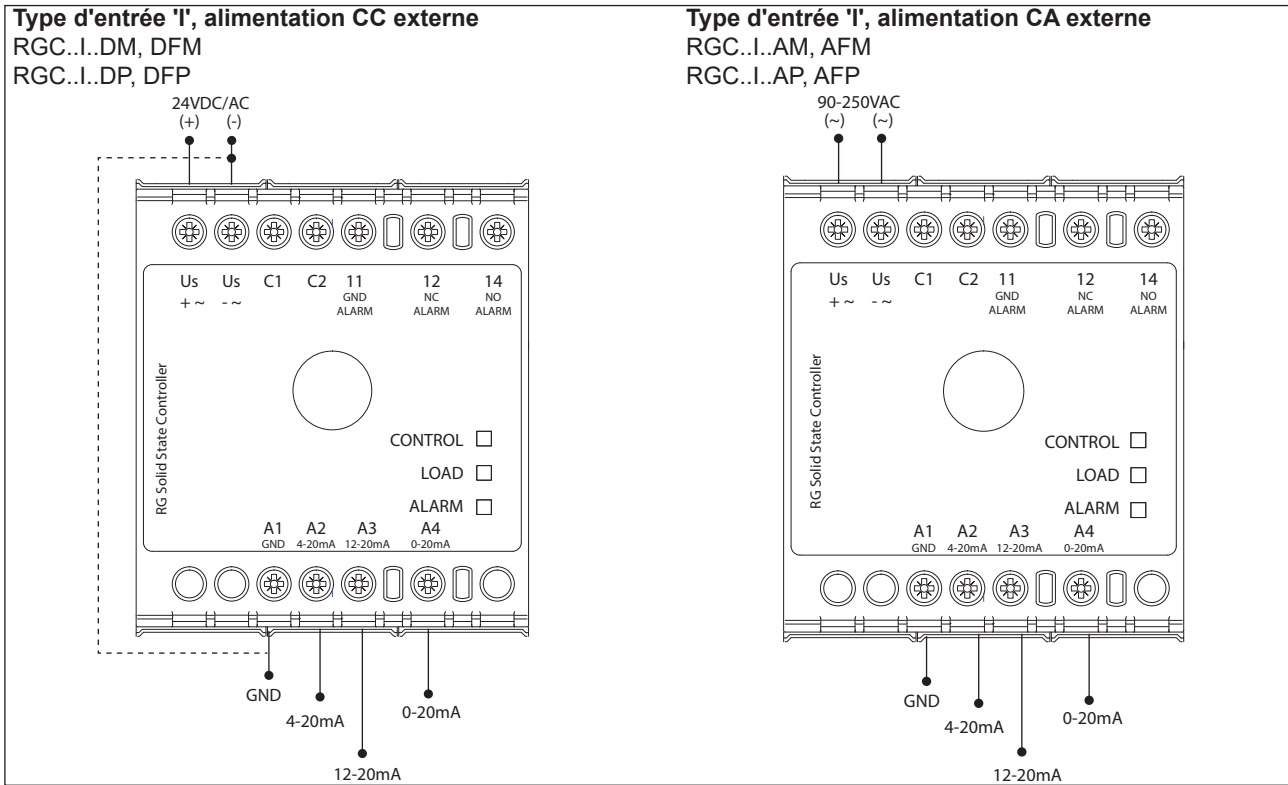 Type d'entrée 'I', alimentation CC externe
RGC..I..DM, DFM
RGC..I..DP, DFP
24VDC/AC
(+) (-)
Us Us C1 C2 11 12 14
+ ~ - ~ GND NC NO
ALARM ALARM ALARM
RG Solid State Controller
CONTROL
LOAD
ALARM
A1 A2 A3 A4
GND 4-20mA 12-20mA 0-20mA
GND
4-20mA
0-20mA
12-20mA
Type d'entrée 'I', alimentation CA externe
RGC..I..AM, AFM
RGC..I..AP, AFP
90-250VAC
(~) (~)
Us Us C1 C2 11 12 14
+ ~ - ~ GND NC NO
ALARM ALARM ALARM
RG Solid State Controller
CONTROL
LOAD
ALARM
A1 A2 A3 A4
GND 4-20mA 12-20mA 0-20mA
GND
4-20mA
0-20mA
12-20mA